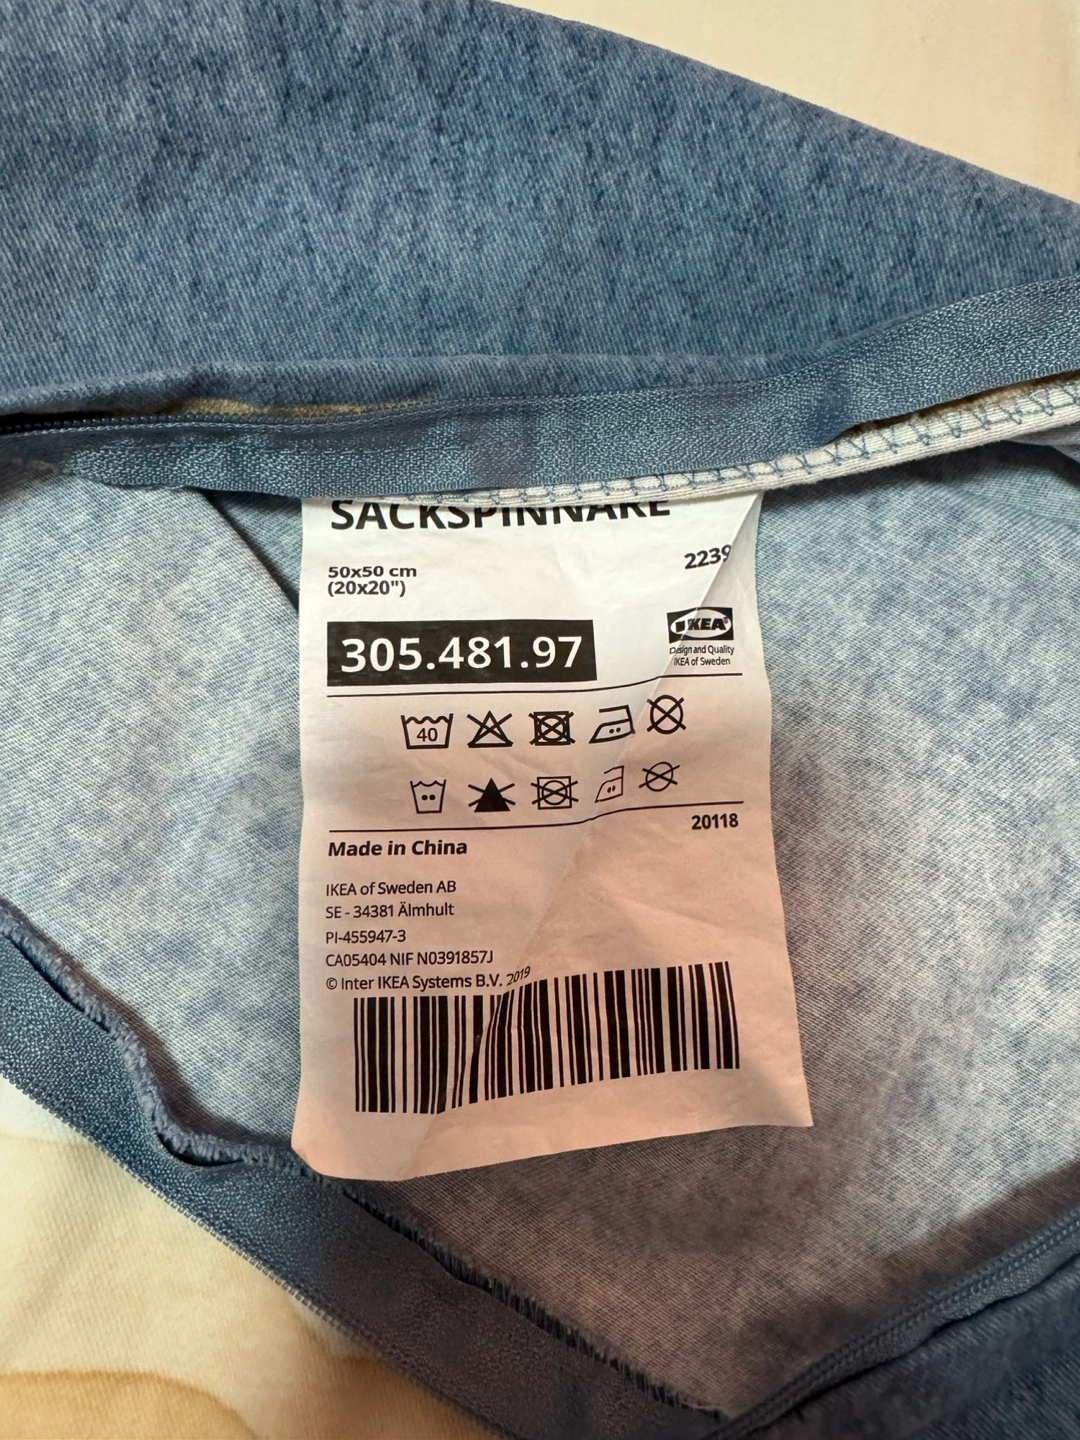 SACKSPINNARE
2239
50x50 cm
(20x20")
305.481.97
IKEA
Design and Quality
IKEA of Sweden
40
20118
Made in China
IKEA of Sweden AB
SE - 34381 Älmhult
PI-455947-3
CA05404 NIF N0391857J
© Inter IKEA Systems B.V. 2019